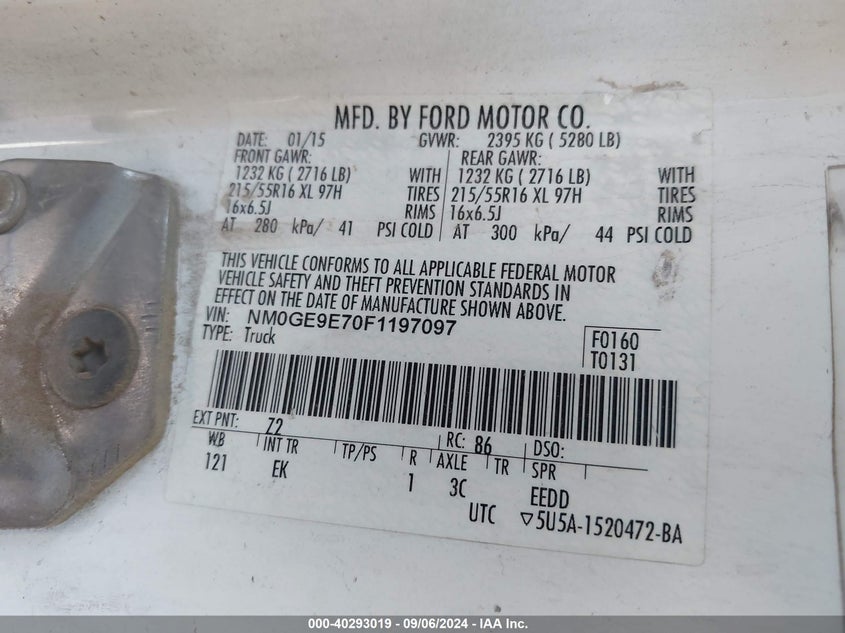 MFD. BY FORD MOTOR CO.
DATE: 01/15 GVWR: 2395 KG ( 5280 LB)
FRONT GAWR: REAR GAWR:
1232 KG ( 2716 LB) WITH 1232 KG ( 2716 LB) WITH
215/55R16 XL 97H TIRES 215/55R16 XL 97H TIRES
16x6.5J RIMS 16x6.5J RIMS
AT 280 kPa/ 41 PSI COLD AT 300 kPa/ 44 PSI COLD
THIS VEHICLE CONFORMS TO ALL APPLICABLE FEDERAL MOTOR
VEHICLE SAFETY AND THEFT PREVENTION STANDARDS IN
EFFECT ON THE DATE OF MANUFACTURE SHOWN ABOVE.
VIN: NM0GE9E70F1197097
TYPE: Truck
F0160
T0131
EXT PNT: Z2 RC: 86 DSO:
WB INT TR TP/PS R AXLE TR SPR
121 EK 1 3C EEDD
UTC ▽5U5A-1520472-BA
000-40293019 - 09/06/2024 - IAA Inc.